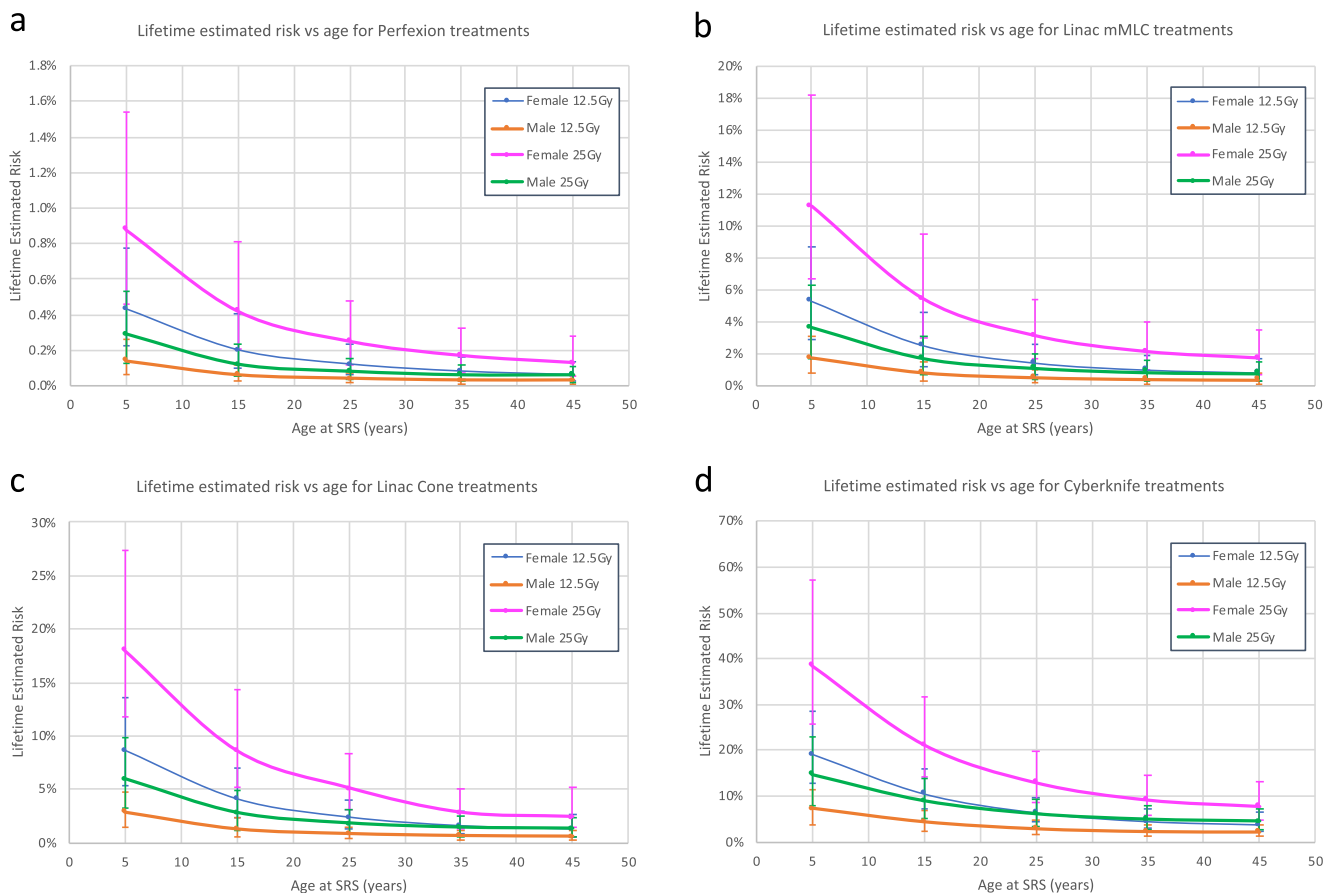 a
Lifetime estimated risk vs age for Perfexion treatments
1.8%
1.6%
1.4%
1.2%
1.0%
0.8%
0.6%
0.4%
0.2%
0.0%
Lifetime Estimated Risk
Female 12.5Gy
Male 12.5Gy
Female 25Gy
Male 25Gy
0 5 10 15 20 25 30 35 40 45 50
Age at SRS (years)
b
Lifetime estimated risk vs age for Linac mMLC treatments
20%
18%
16%
14%
12%
10%
8%
6%
4%
2%
0%
Lifetime Estimated Risk
Female 12.5Gy
Male 12.5Gy
Female 25Gy
Male 25Gy
0 5 10 15 20 25 30 35 40 45 50
Age at SRS (years)
c
Lifetime estimated risk vs age for Linac Cone treatments
30%
25%
20%
15%
10%
5%
0%
Lifetime Estimated Risk
Female 12.5Gy
Male 12.5Gy
Female 25Gy
Male 25Gy
0 5 10 15 20 25 30 35 40 45 50
Age at SRS (years)
d
Lifetime estimated risk vs age for Cyberknife treatments
70%
60%
50%
40%
30%
20%
10%
0%
Lifetime Estimated Risk
Female 12.5Gy
Male 12.5Gy
Female 25Gy
Male 25Gy
0 5 10 15 20 25 30 35 40 45 50
Age at SRS (years)